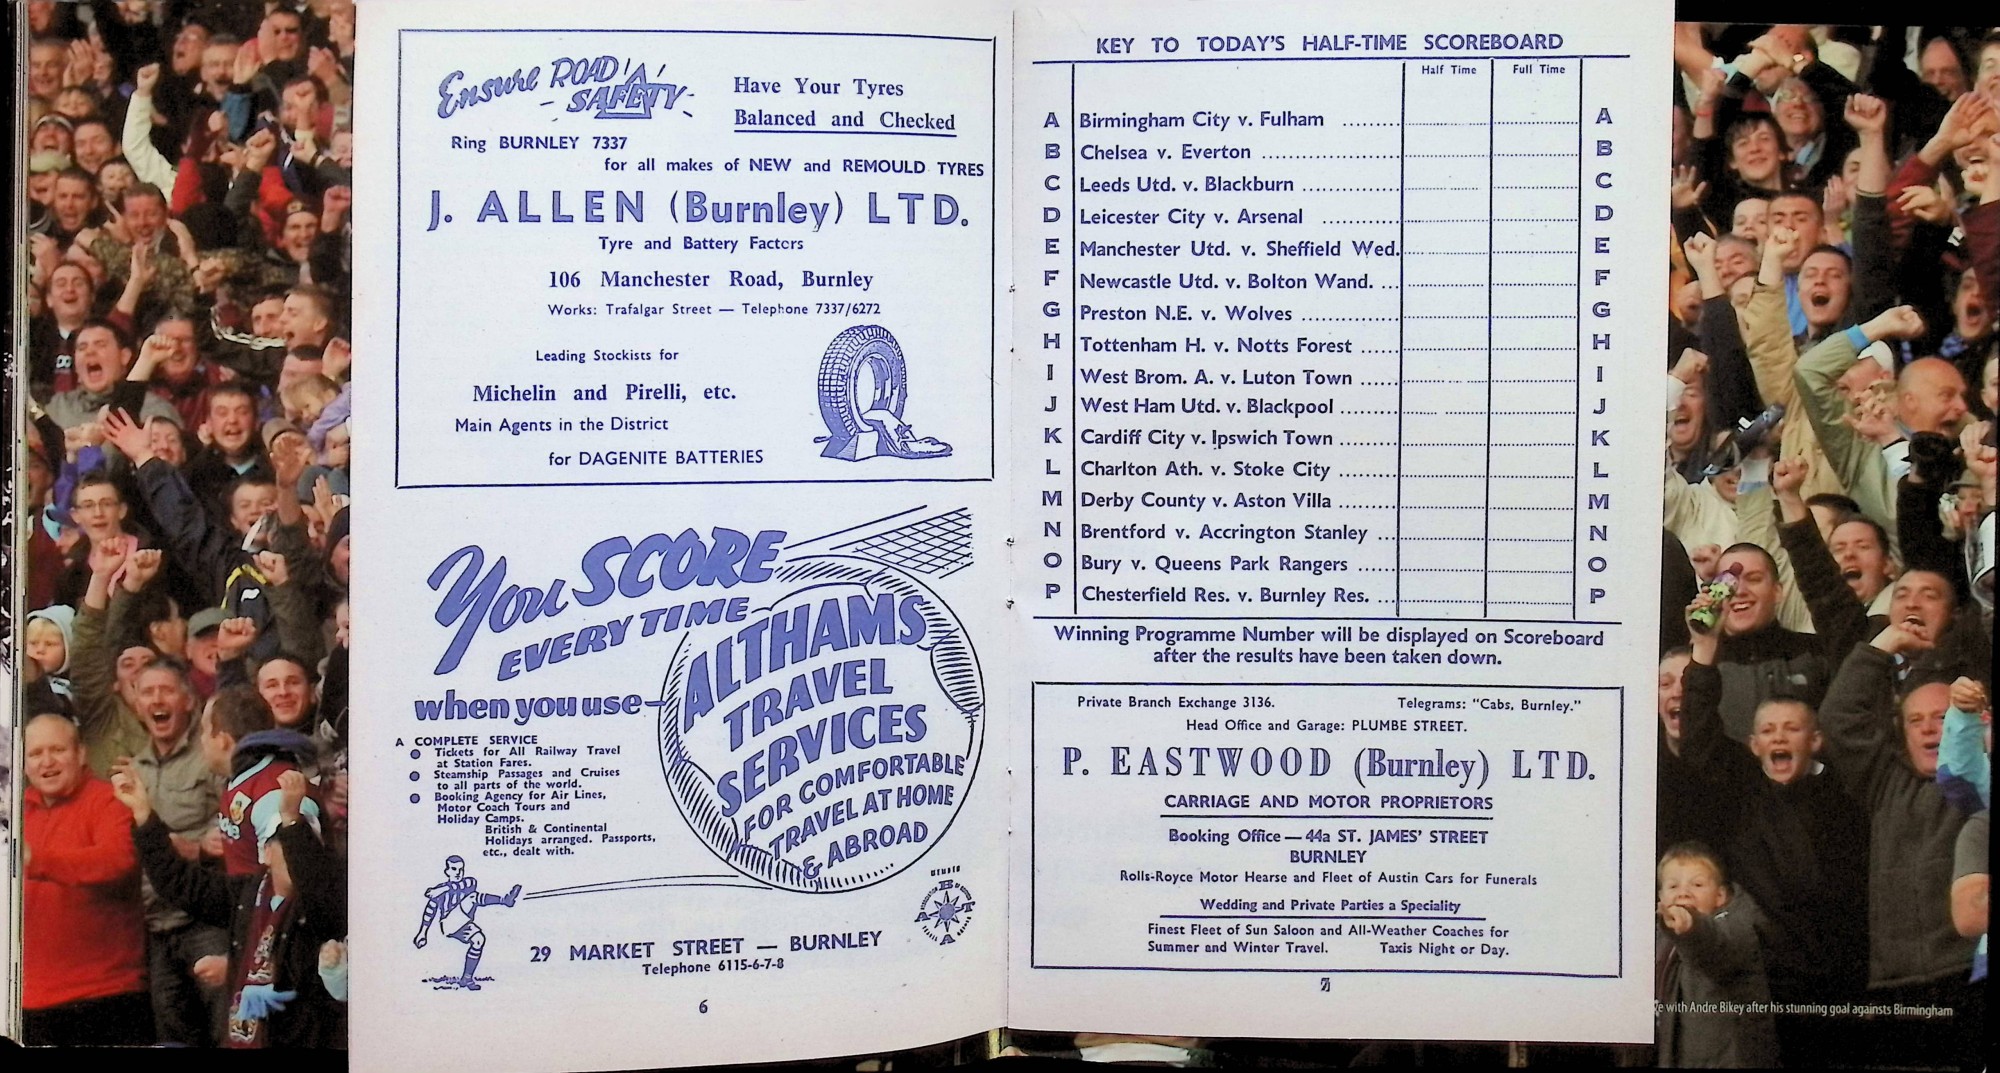 Ensure ROAD SAFETY
Have Your Tyres
Balanced and Checked
Ring BURNLEY 7337
for all makes of NEW and REMOULD TYRES
J. ALLEN (Burnley) LTD.
Tyre and Battery Factors
106 Manchester Road, Burnley
Works: Trafalgar Street — Telephone 7337/6272
Leading Stockists for
Michelin and Pirelli, etc.
Main Agents in the District
for DAGENITE BATTERIES
You SCORE
EVERY TIME
when you use
ALTHAMS
TRAVEL
SERVICES
FOR COMFORTABLE
TRAVEL AT HOME
& ABROAD
A COMPLETE SERVICE
Tickets for All Railway Travel
at Station Fares.
Steamship Passages and Cruises
to all parts of the world.
Booking Agency for Air Lines,
Motor Coach Tours and
Holiday Camps.
British & Continental
Holidays arranged. Passports,
etc., dealt with.
ABTA
29 MARKET STREET — BURNLEY
Telephone 6115-6-7-8
6
KEY TO TODAY'S HALF-TIME SCOREBOARD
Half Time Full Time
A Birmingham City v. Fulham ........ A
B Chelsea v. Everton ........ B
C Leeds Utd. v. Blackburn ........ C
D Leicester City v. Arsenal ........ D
E Manchester Utd. v. Sheffield Wed. E
F Newcastle Utd. v. Bolton Wand. ... F
G Preston N.E. v. Wolves ........ G
H Tottenham H. v. Notts Forest ...... H
I West Brom. A. v. Luton Town ...... I
J West Ham Utd. v. Blackpool ........ J
K Cardiff City v. Ipswich Town ........ K
L Charlton Ath. v. Stoke City ........ L
M Derby County v. Aston Villa ........ M
N Brentford v. Accrington Stanley ... N
O Bury v. Queens Park Rangers ...... O
P Chesterfield Res. v. Burnley Res. ... P
Winning Programme Number will be displayed on Scoreboard
after the results have been taken down.
Private Branch Exchange 3136. Telegrams: "Cabs, Burnley."
Head Office and Garage: PLUMBE STREET.
P. EASTWOOD (Burnley) LTD.
CARRIAGE AND MOTOR PROPRIETORS
Booking Office — 44a ST. JAMES' STREET
BURNLEY
Rolls-Royce Motor Hearse and Fleet of Austin Cars for Funerals
Wedding and Private Parties a Speciality
Finest Fleet of Sun Saloon and All-Weather Coaches for
Summer and Winter Travel. Taxis Night or Day.
7
with Andre Bikey after his stunning goal againsts Birmingham